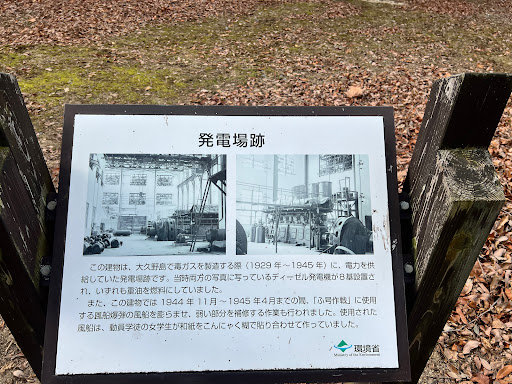 発電場跡
この建物は、大久野島で毒ガスを製造する際(1929年~1945年)に、電力を供
給していた発電場跡です。当時両方の写真に写っているディーゼル発電機が8基設置さ
れ、いずれも重油を燃料にしていました。
また、この建物では1944年11月~1945年4月までの間、「ふ号作戦」に使用
する風船爆弾の風船を膨らませ、弱い部分を補修する作業も行われました。使用された
風船は、動員学徒の女学生が和紙をこんにゃく糊で貼り合わせて作っていました。
環境省
Ministry of the Environment